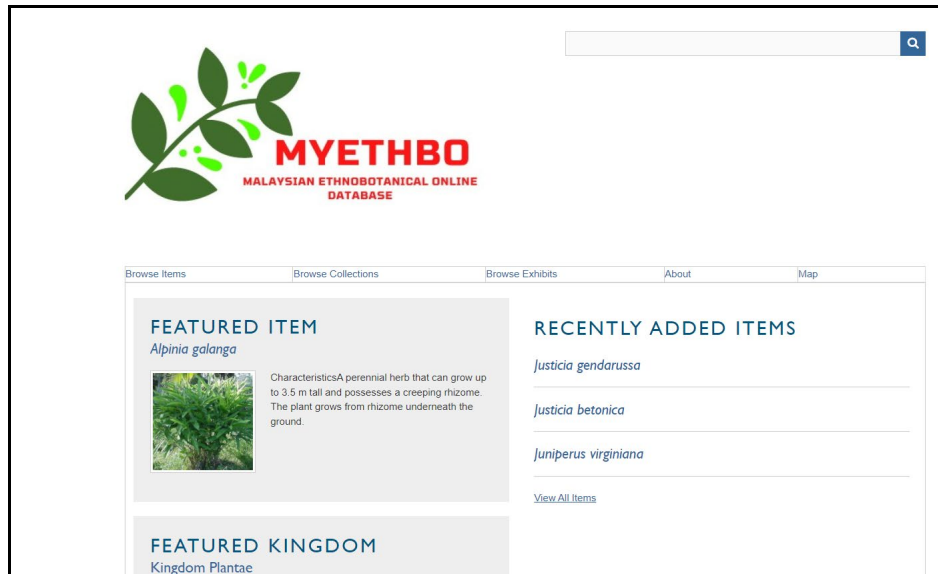 MYETHBO
MALAYSIAN ETHNOBOTANICAL ONLINE
DATABASE
Browse Items
Browse Collections
Browse Exhibits
About
Map
FEATURED ITEM
Alpinia galanga
CharacteristicsA perennial herb that can grow up
to 3.5 m tall and possesses a creeping rhizome.
The plant grows from rhizome underneath the
ground.
FEATURED KINGDOM
Kingdom Plantae
RECENTLY ADDED ITEMS
Justicia gendarussa
Justicia betonica
Juniperus virginiana
View All Items